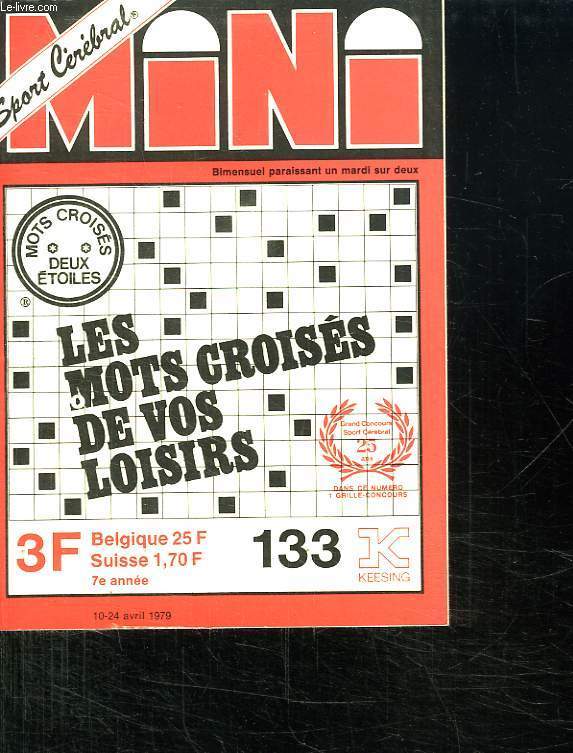 Le-livre.com
Sport Cérébral®
MiNi
Bimensuel paraissant un mardi sur deux
MOTS CROISÉS
DEUX
ÉTOILES
®
LES
MOTS CROISÉS
DE VOS
LOISIRS
Grand Concours
Sport Cérébral
25
ans
DANS CE NUMERO
1 GRILLE-CONCOURS
3F
Belgique 25 F
Suisse 1,70 F
7e année
133
KEESING
10-24 avril 1979